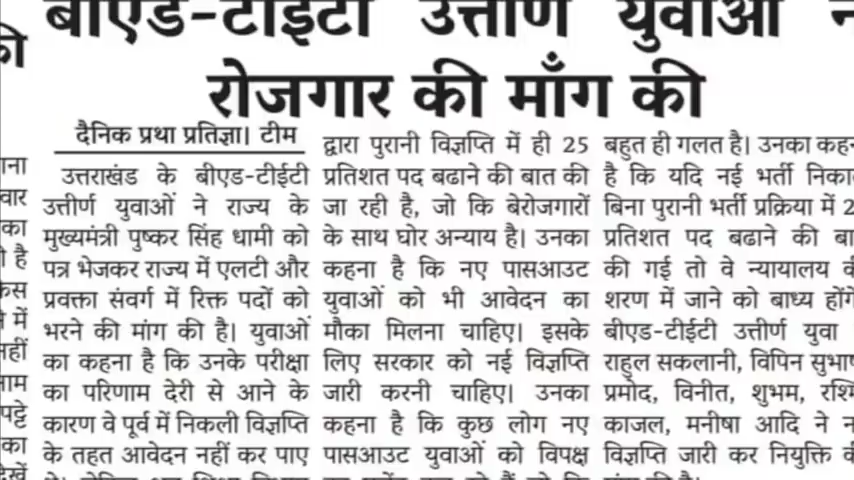 बीएड-टीईटी उत्तीर्ण युवाओं
रोजगार की माँग की
दैनिक प्रथा प्रतिज्ञा। टीम
उत्तराखंड के बीएड-टीईटी
उत्तीर्ण युवाओं ने राज्य के
मुख्यमंत्री पुष्कर सिंह धामी को
पत्र भेजकर राज्य में एलटी और
प्रवक्ता संवर्ग में रिक्त पदों को
भरने की मांग की है। युवाओं
का कहना है कि उनके परीक्षा
का परिणाम देरी से आने के
कारण वे पूर्व में निकली विज्ञप्ति
के तहत आवेदन नहीं कर पाए
द्वारा पुरानी विज्ञप्ति में ही 25
प्रतिशत पद बढाने की बात की
जा रही है, जो कि बेरोजगारों
के साथ घोर अन्याय है। उनका
कहना है कि नए पासआउट
युवाओं को भी आवेदन का
मौका मिलना चाहिए। इसके
लिए सरकार को नई विज्ञप्ति
जारी करनी चाहिए। उनका
कहना है कि कुछ लोग नए
पासआउट युवाओं को विपक्ष
बहुत ही गलत है। उनका
है कि यदि नई भर्ती
बिना पुरानी भर्ती प्रक्रिया में
प्रतिशत पद बढाने की
की गई तो वे न्यायालय
शरण में जाने को बाध्य
बीएड-टीईटी उत्तीर्ण युवा
राहुल सकलानी, विपिन
प्रमोद, विनीत, शुभम,
काजल, मनीषा आदि ने
विज्ञप्ति जारी कर नियुक्ति